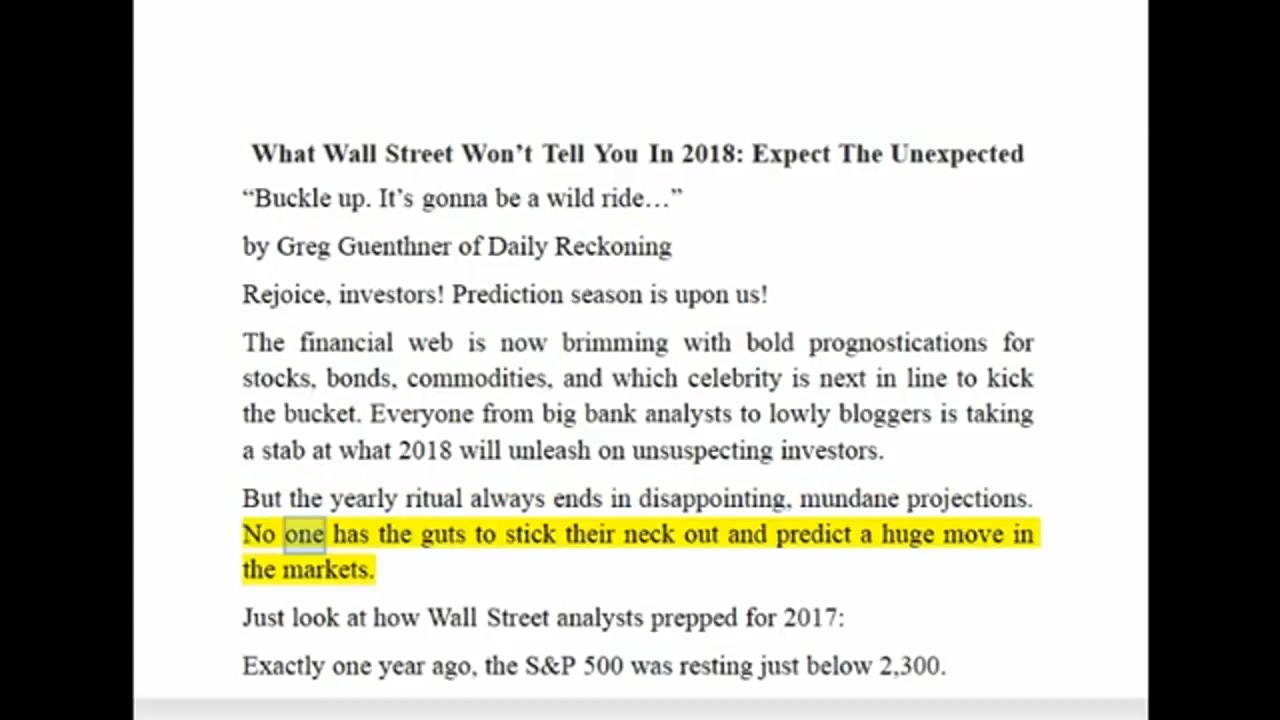 What Wall Street Won’t Tell You In 2018: Expect The Unexpected
“Buckle up. It’s gonna be a wild ride…”
by Greg Guenthner of Daily Reckoning
Rejoice, investors! Prediction season is upon us!
The financial web is now brimming with bold prognostications for
stocks, bonds, commodities, and which celebrity is next in line to kick
the bucket. Everyone from big bank analysts to lowly bloggers is taking
a stab at what 2018 will unleash on unsuspecting investors.
But the yearly ritual always ends in disappointing, mundane projections.
No one has the guts to stick their neck out and predict a huge move in
the markets.
Just look at how Wall Street analysts prepped for 2017:
Exactly one year ago, the S&P 500 was resting just below 2,300.